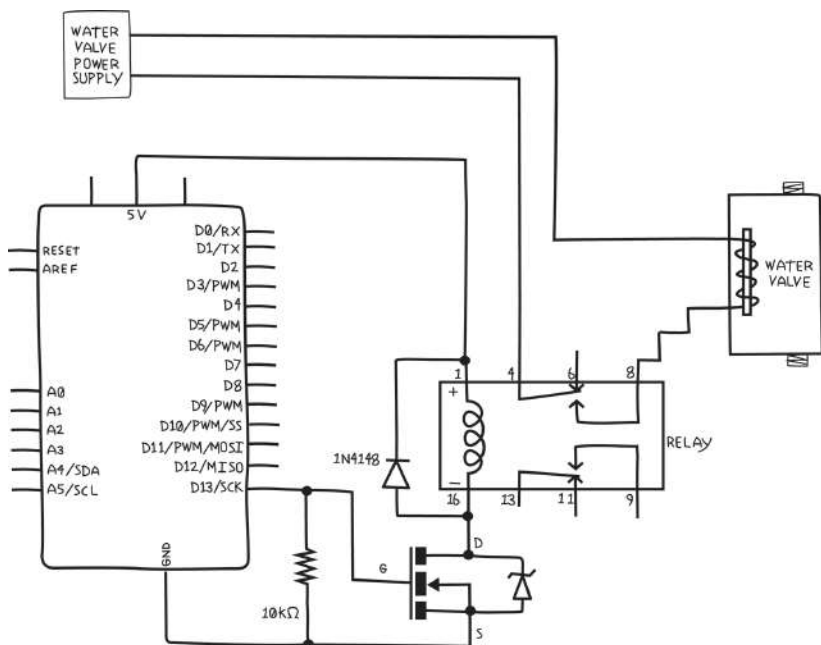 WATER
VALVE
POWER
SUPPLY
5V
RESET
AREF
D0/RX
D1/TX
D2
D3/PWM
D4
D5/PWM
D6/PWM
D7
D8
D9/PWM
D10/PWM/SS
D11/PWM/MOSI
D12/MISO
D13/SCK
A0
A1
A2
A3
A4/SDA
A5/SCL
GND
WATER
VALVE
1
4
6
8
+
RELAY
1N4148
–
16
13
11
9
D
G
10kΩ
S